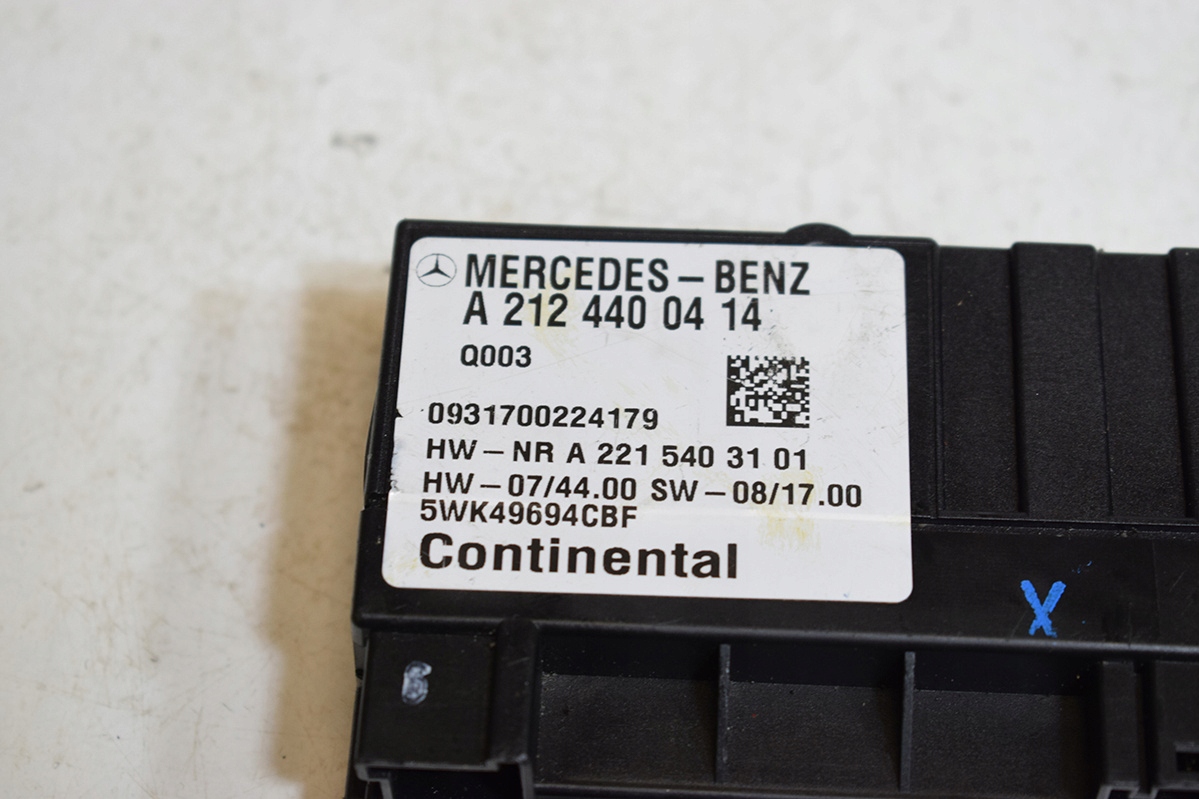 MERCEDES-BENZ
A 212 440 04 14
Q003
0931700224179
HW-NR A 221 540 31 01
HW-07/44.00 SW-08/17.00
5WK49694CBF
Continental
X